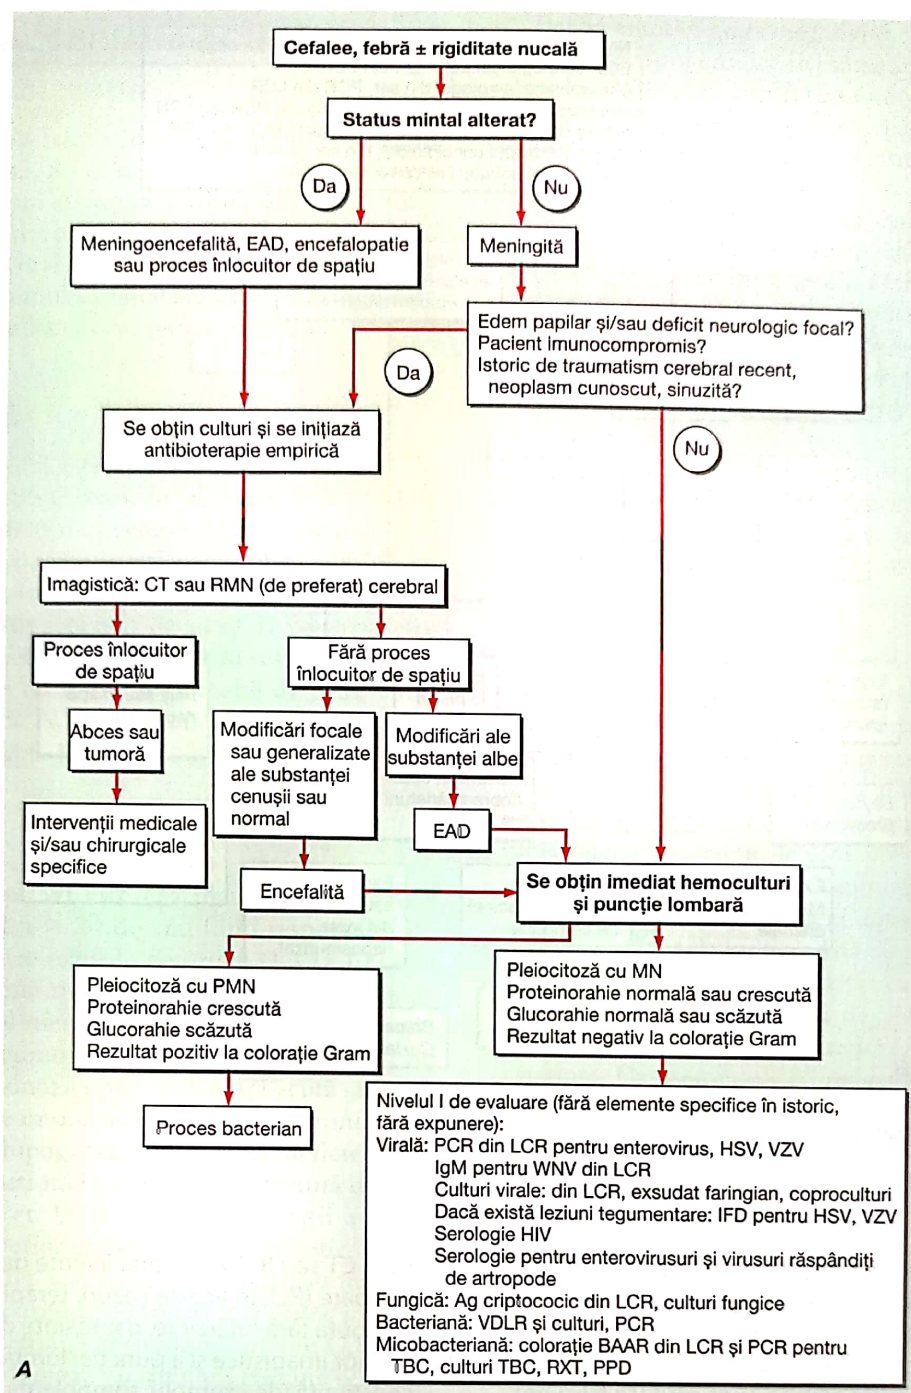 Cefalee, febră ± rigiditate nucală
Status mintal alterat?
Da
Nu
Meningoencefalită, EAD, encefalopatie
sau proces înlocuitor de spațiu
Meningită
Edem papilar și/sau deficit neurologic focal?
Pacient imunocompromis?
Istoric de traumatism cerebral recent,
neoplasm cunoscut, sinuzită?
Da
Nu
Se obțin culturi și se inițiază
antibioterapie empirică
Imagistică: CT sau RMN (de preferat) cerebral
Proces înlocuitor
de spațiu
Fără proces
înlocuitor de spațiu
Abces sau
tumoră
Modificări focale
sau generalizate
ale substanței
cenușii sau
normal
Modificări ale
substanței albe
Intervenții medicale
și/sau chirurgicale
specifice
EAD
Encefalită
Se obțin imediat hemoculturi
și puncție lombară
Pleiocitoză cu PMN
Proteinorahie crescută
Glucorahie scăzută
Rezultat pozitiv la colorație Gram
Pleiocitoză cu MN
Proteinorahie normală sau crescută
Glucorahie normală sau scăzută
Rezultat negativ la colorație Gram
Proces bacterian
Nivelul I de evaluare (fără elemente specifice în istoric,
fără expunere):
Virală: PCR din LCR pentru enterovirus, HSV, VZV
IgM pentru WNV din LCR
Culturi virale: din LCR, exsudat faringian, coproculturi
Dacă există leziuni tegumentare: IFD pentru HSV, VZV
Serologie HIV
Serologie pentru enterovirusuri și virusuri răspândiți
de artropode
Fungică: Ag criptococic din LCR, culturi fungice
Bacteriană: VDLR și culturi, PCR
Micobacteriană: colorație BAAR din LCR și PCR pentru
TBC, culturi TBC, RXT, PPD
A